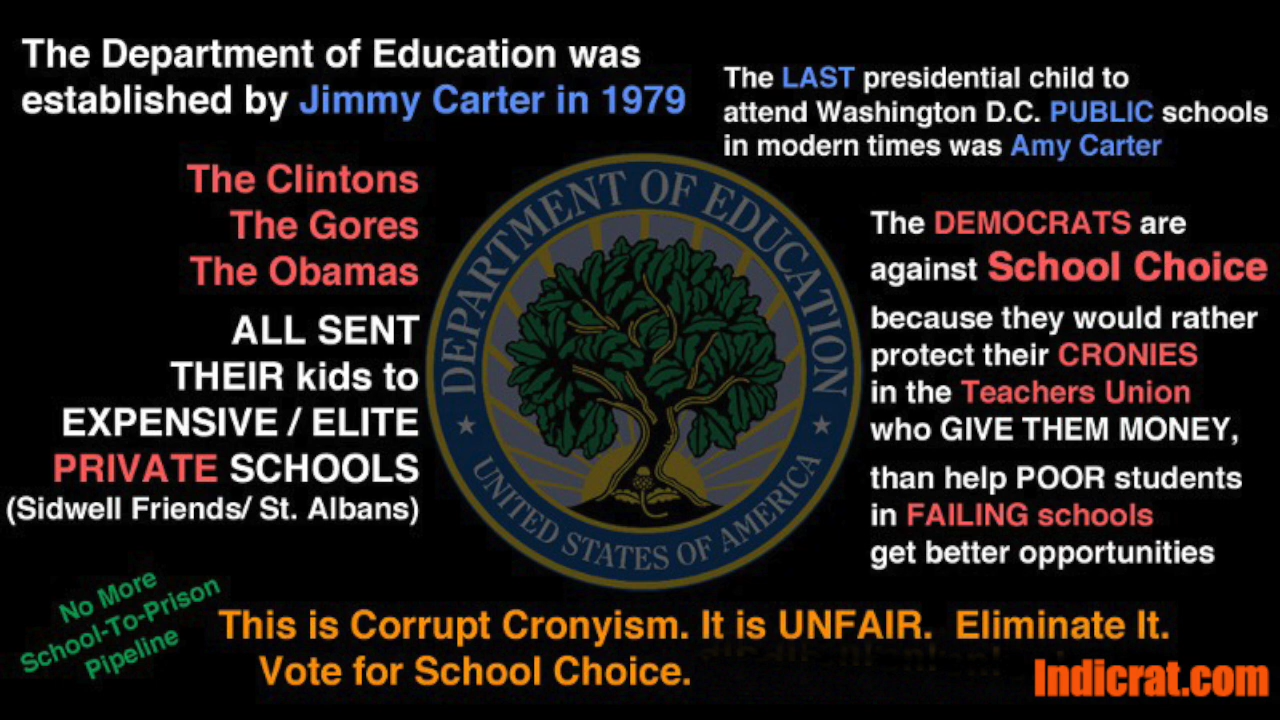 The Department of Education was
established by Jimmy Carter in 1979
The LAST presidential child to
attend Washington D.C. PUBLIC schools
in modern times was Amy Carter
The Clintons
The Gores
The Obamas
ALL SENT
THEIR kids to
EXPENSIVE / ELITE
PRIVATE SCHOOLS
(Sidwell Friends/ St. Albans)
DEPARTMENT OF EDUCATION
UNITED STATES OF AMERICA
The DEMOCRATS are
against School Choice
because they would rather
protect their CRONIES
in the Teachers Union
who GIVE THEM MONEY,
than help POOR students
in FAILING schools
get better opportunities
No More
School-To-Prison
Pipeline
This is Corrupt Cronyism. It is UNFAIR. Eliminate It.
Vote for School Choice.
Indicrat.com